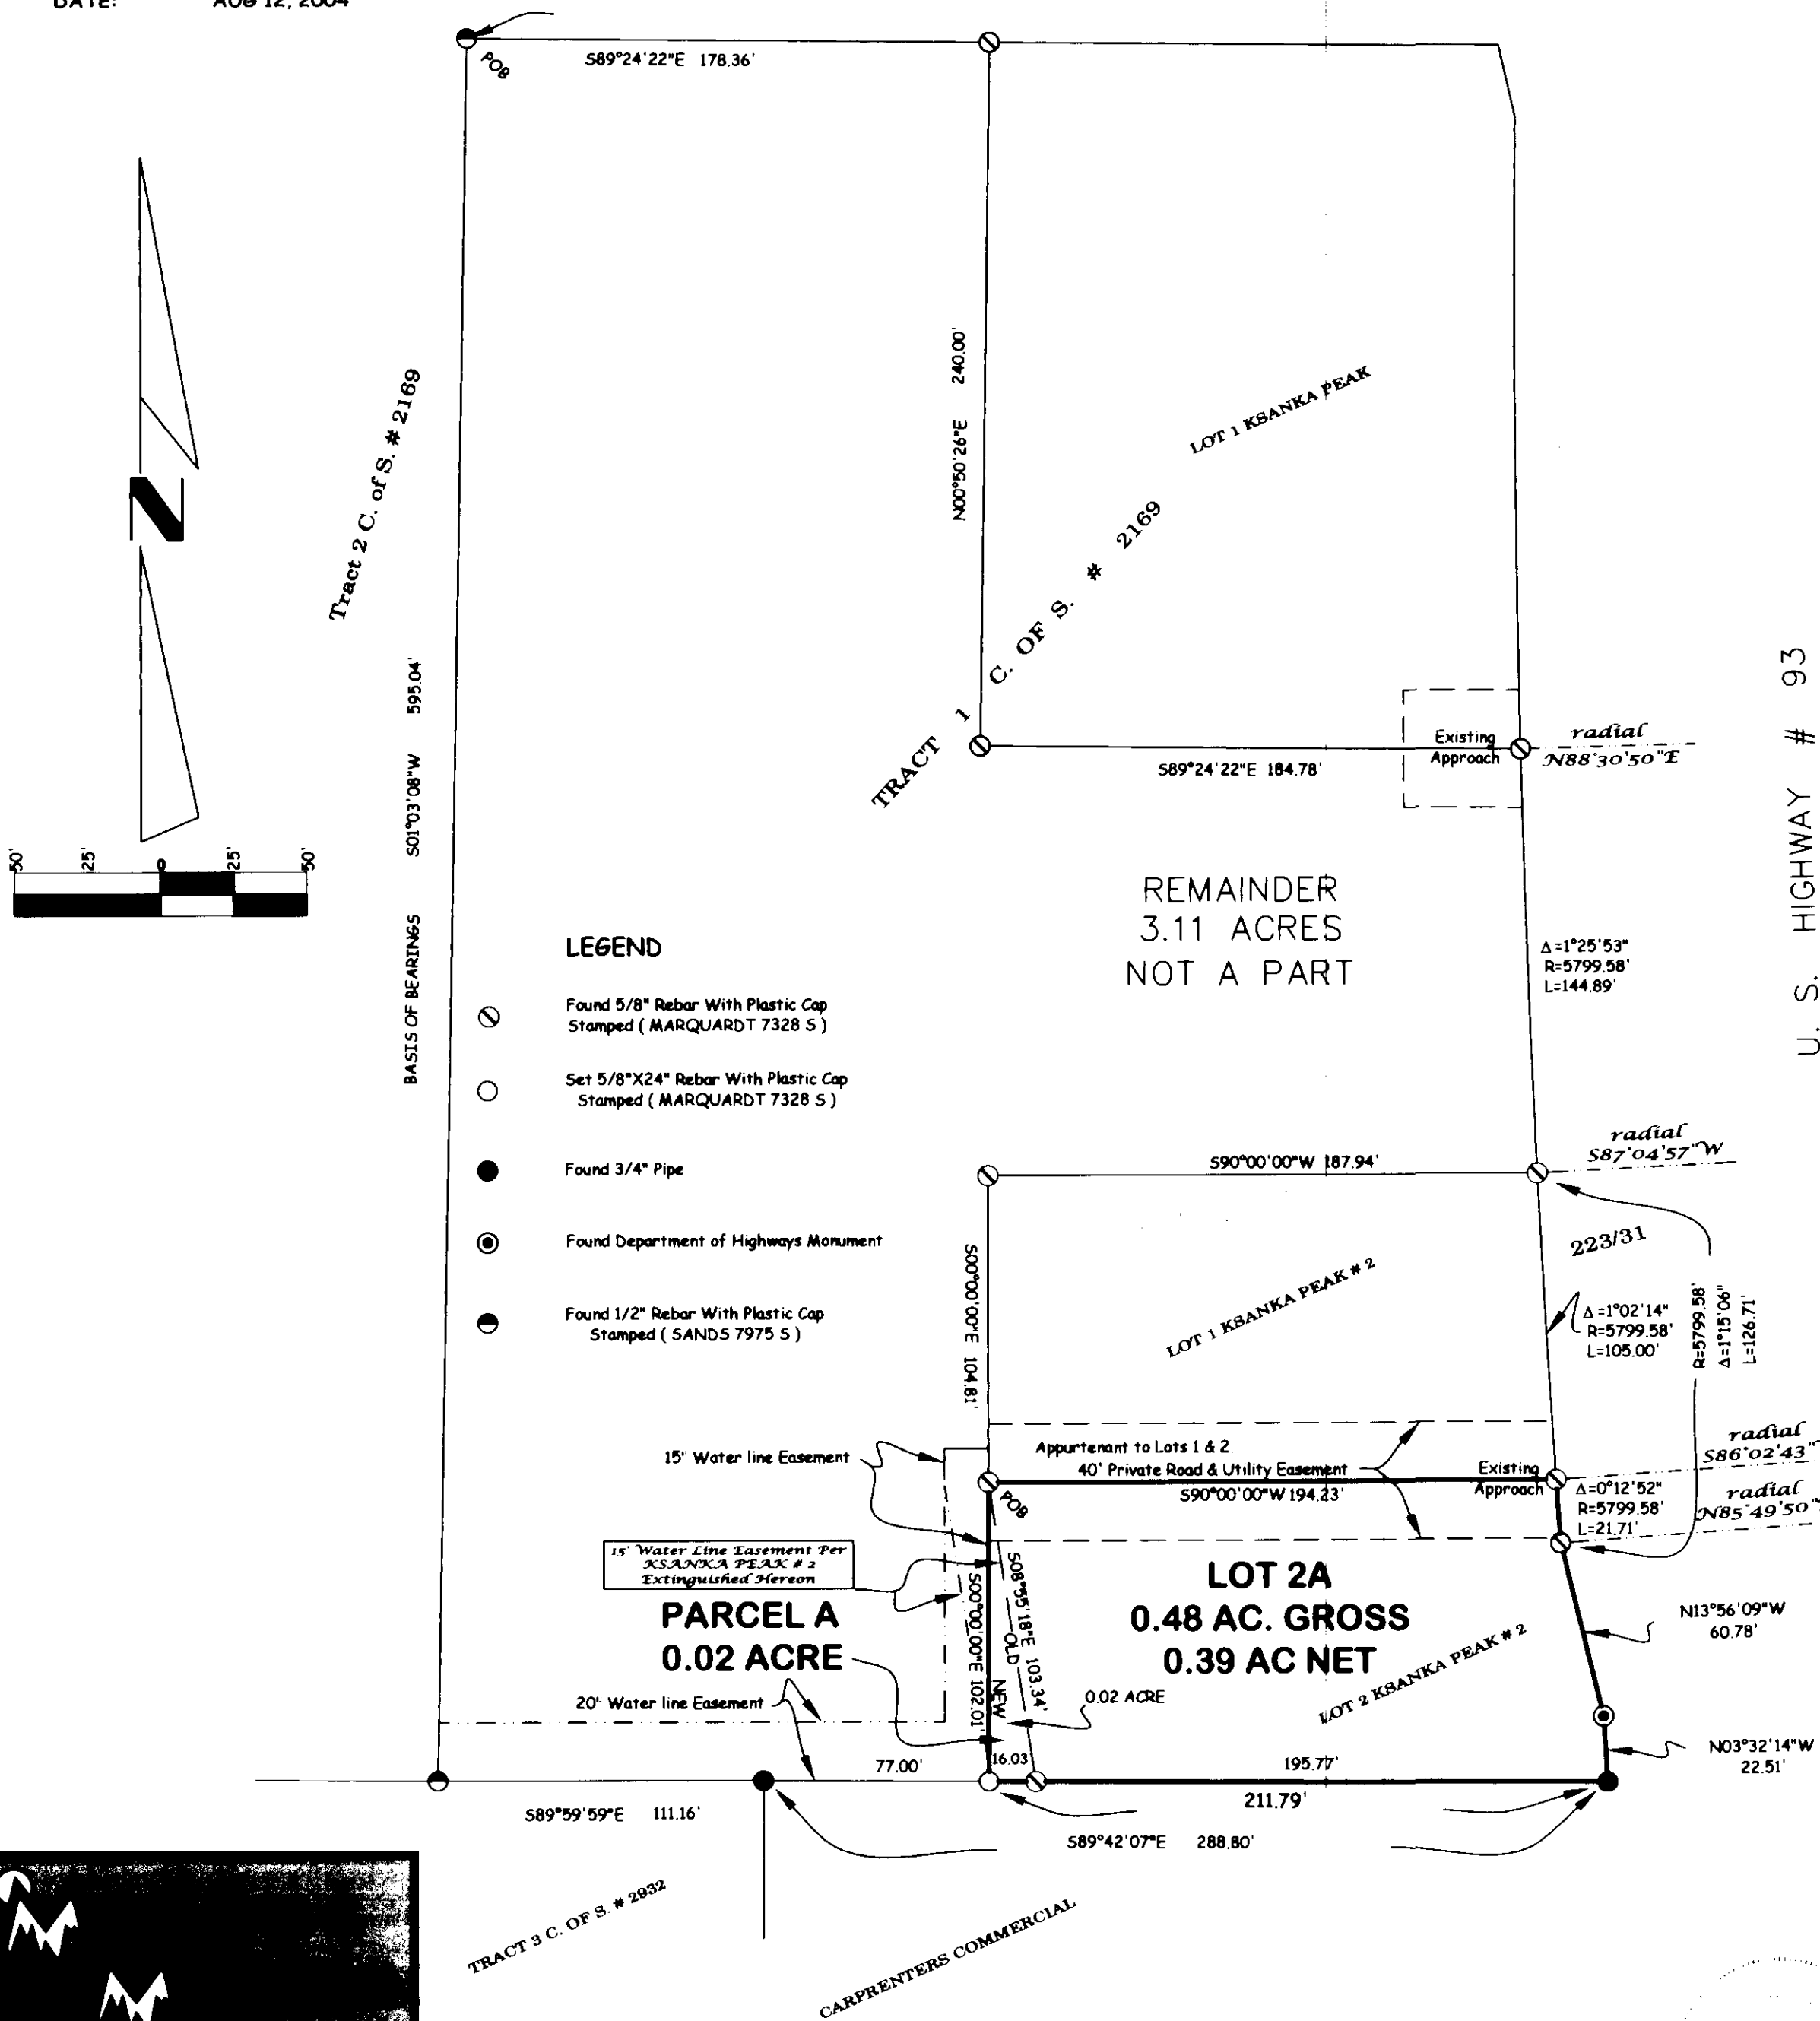 DATE: AUG 12, 2004
POB
S89°24'22"E 178.36'
Tract 2 C. of S. # 2169
N00°50'26"E 240.00'
LOT 1 KSANKA PEAK
N
TRACT 1 C. OF S. # 2169
S89°24'22"E 184.78'
Existing
Approach
radial
N88°30'50"E
U. S. HIGHWAY # 93
50' 25' 0 25' 50'
BASIS OF BEARINGS S01°03'08"W 595.04'
REMAINDER
3.11 ACRES
NOT A PART
Δ=1°25'53"
R=5799.58'
L=144.89'
LEGEND
Found 5/8" Rebar With Plastic Cap
Stamped ( MARQUARDT 7328 S )
Set 5/8"X24" Rebar With Plastic Cap
Stamped ( MARQUARDT 7328 S )
Found 3/4" Pipe
Found Department of Highways Monument
Found 1/2" Rebar With Plastic Cap
Stamped ( SANDS 7975 S )
S90°00'00"W 187.94'
radial
S87°04'57"W
223/31
S00°00'00"E 104.81'
LOT 1 KSANKA PEAK # 2
Δ=1°02'14"
R=5799.58'
L=105.00'
R=5799.58'
Δ=1°15'06"
L=126.71'
15' Water line Easement
Appurtenant to Lots 1 & 2
40' Private Road & Utility Easement
S90°00'00"W 194.23'
Existing
Approach
radial
S86°02'43"
Δ=0°12'52"
R=5799.58'
L=21.71'
radial
N85°49'50"
POB
15' Water Line Easement Per
KSANKA PEAK # 2
Extinguished Hereon
PARCEL A
0.02 ACRE
S00°00'00"E 102.01'
NEW
S08°55'18"E 103.34'
OLD
LOT 2A
0.48 AC. GROSS
0.39 AC NET
LOT 2 KSANKA PEAK # 2
N13°56'09"W
60.78'
20' Water line Easement
0.02 ACRE
N03°32'14"W
22.51'
77.00'
16.03
195.77'
211.79'
S89°59'59"E 111.16'
S89°42'07"E 288.80'
TRACT 3 C. OF S. # 2932
CARPRENTERS COMMERCIAL